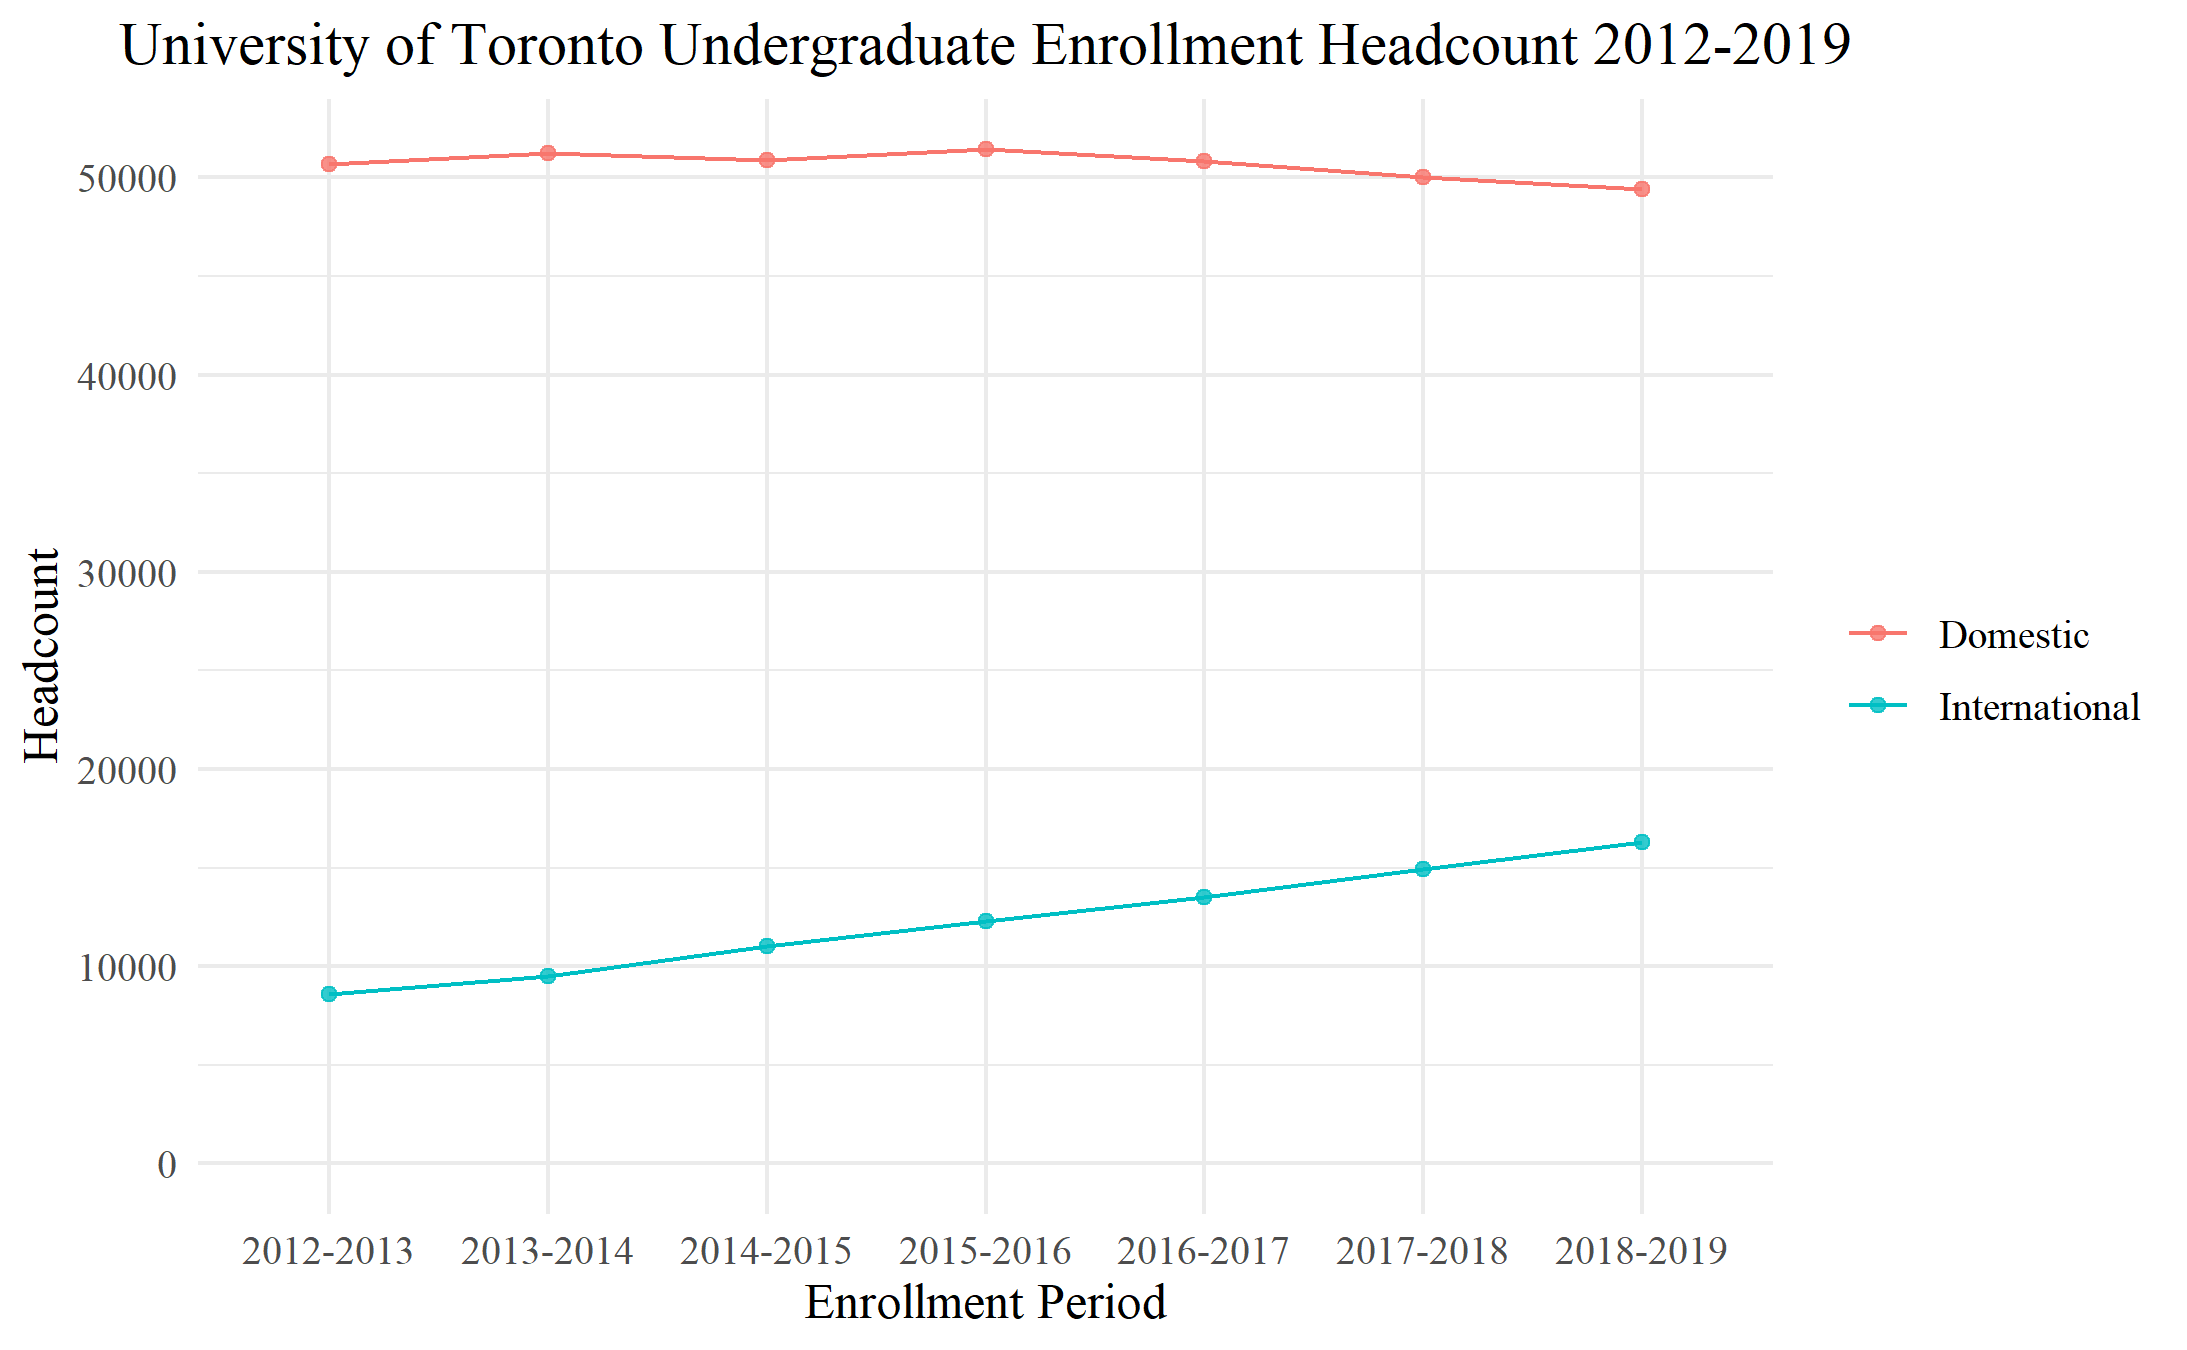 University of Toronto Undergraduate Enrollment Headcount 2012-2019
50000
40000
30000
20000
10000
0
Headcount
Domestic
International
2012-2013 2013-2014 2014-2015 2015-2016 2016-2017 2017-2018 2018-2019
Enrollment Period